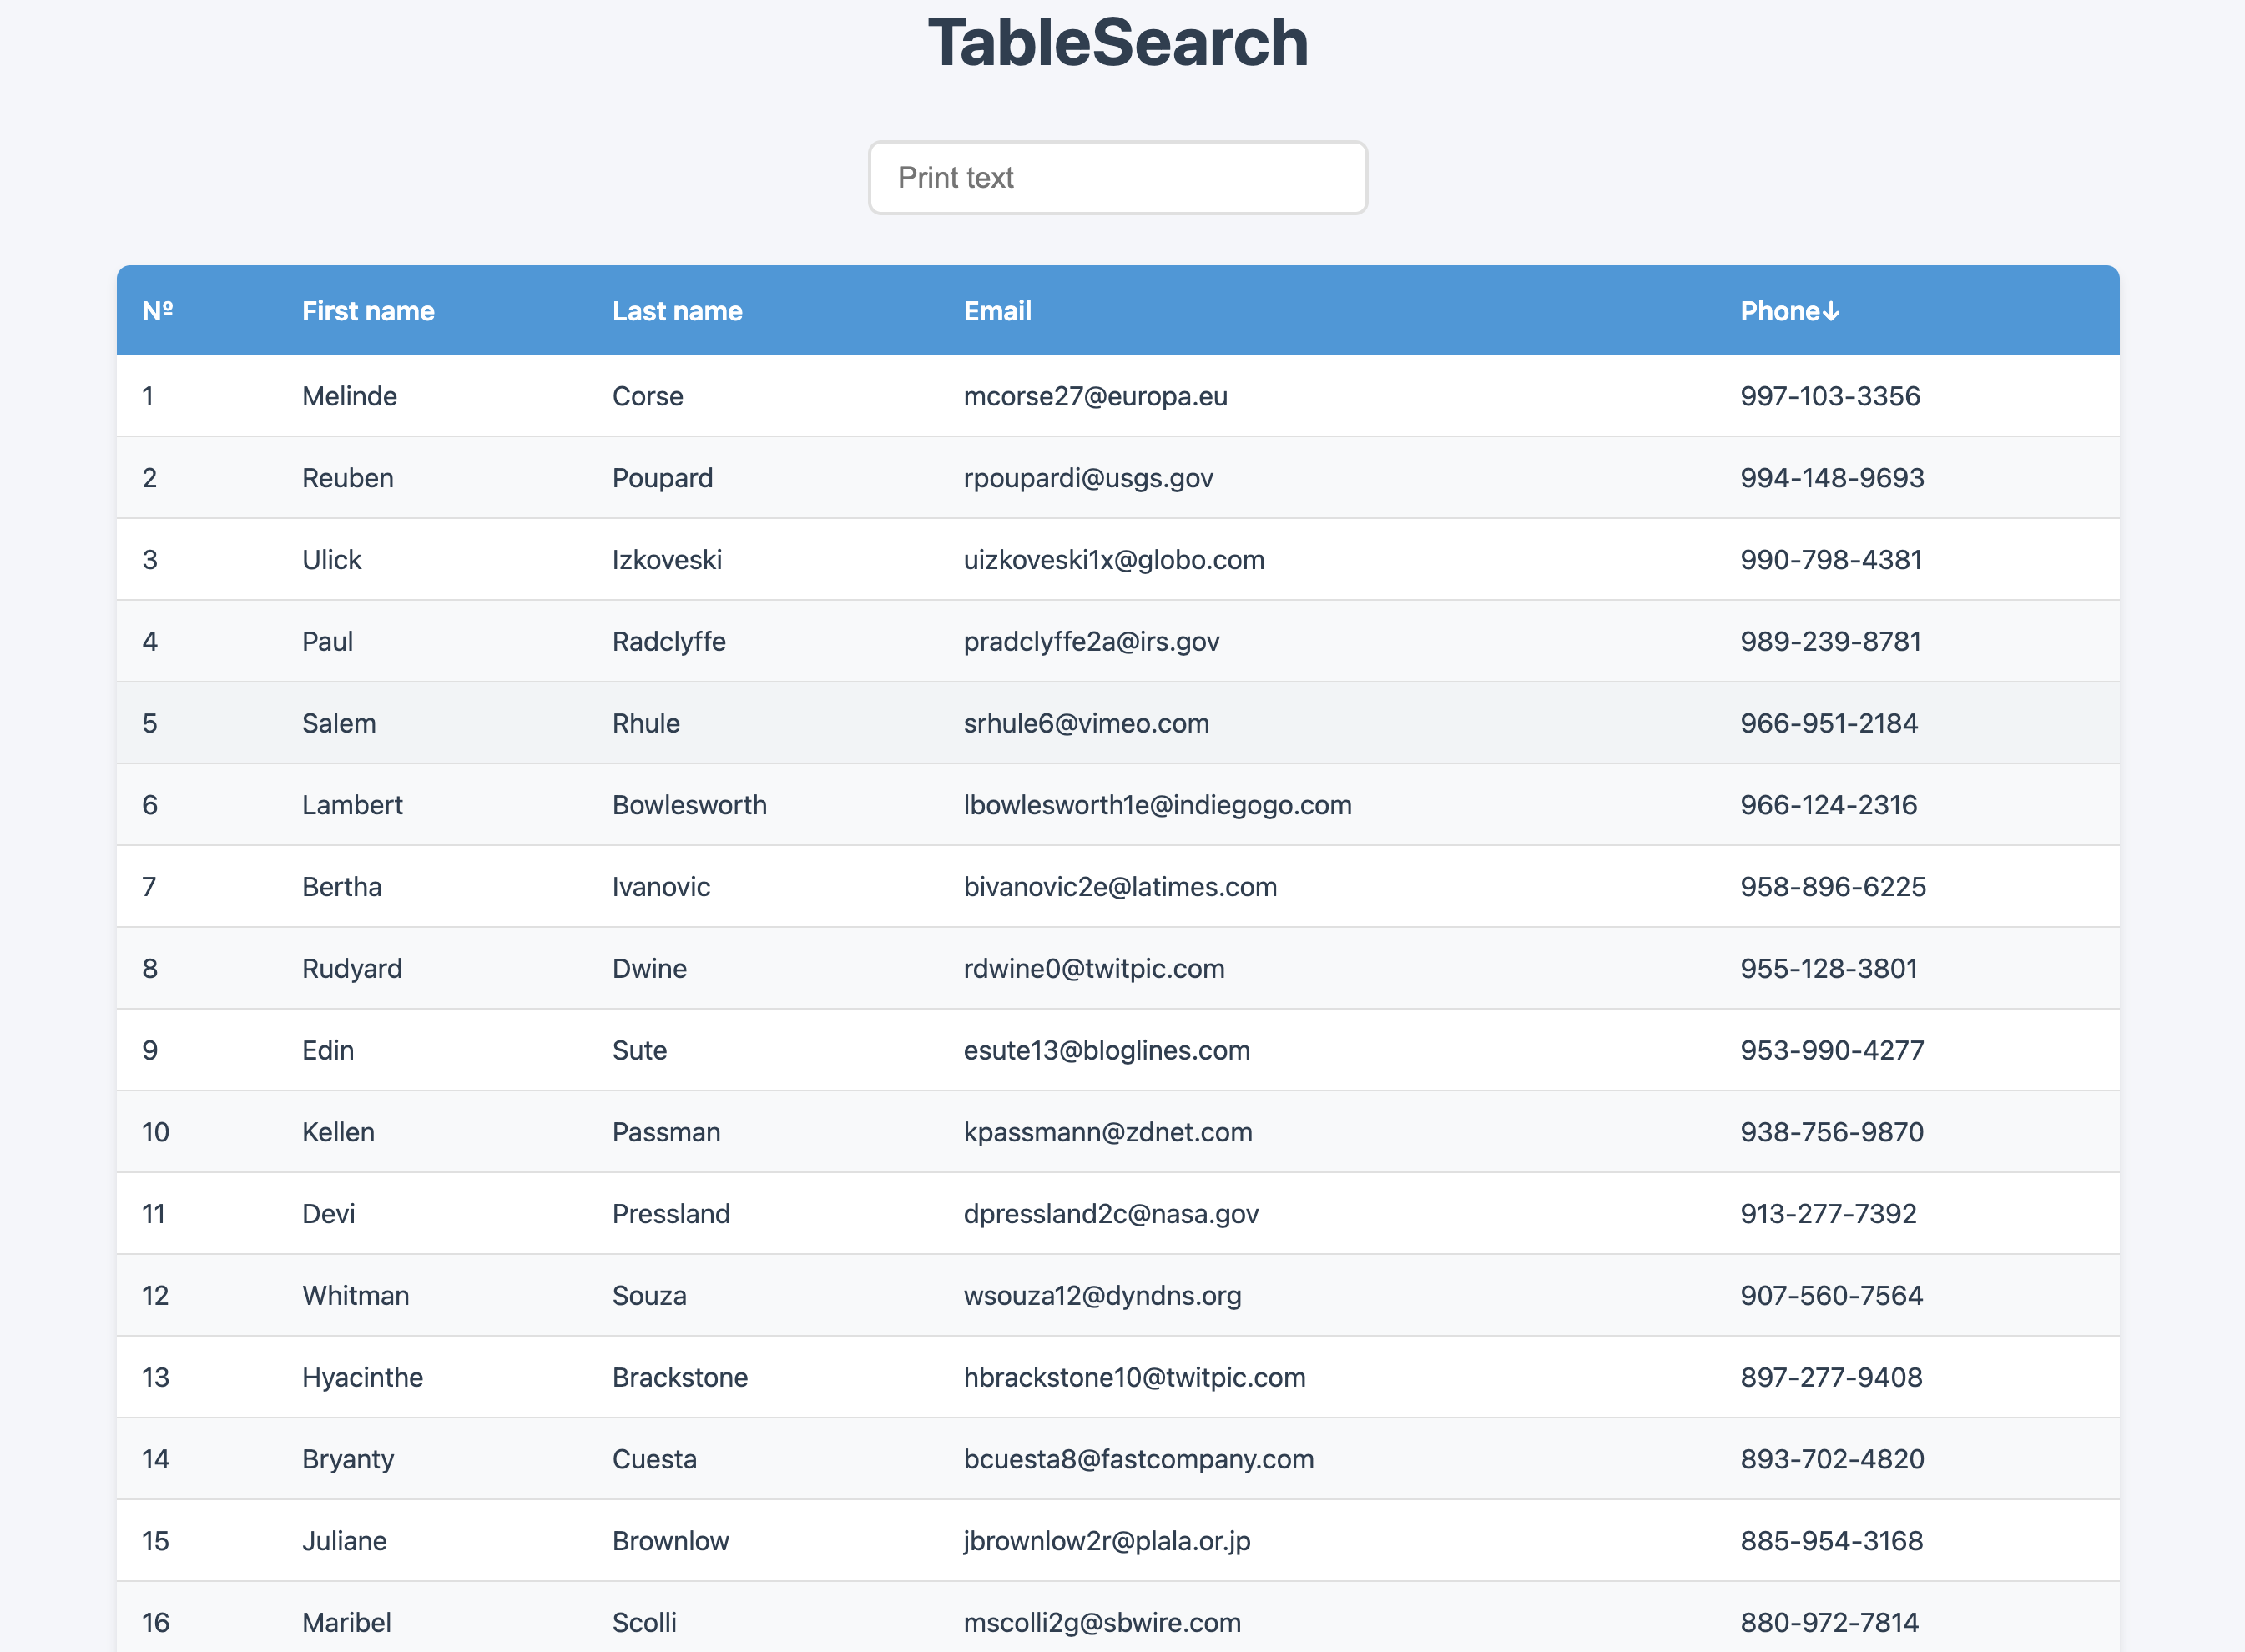 TableSearch
Print text
Nº First name Last name Email Phone↓
1 Melinde Corse mcorse27@europa.eu 997-103-3356
2 Reuben Poupard rpoupardi@usgs.gov 994-148-9693
3 Ulick Izkoveski uizkoveski1x@globo.com 990-798-4381
4 Paul Radclyffe pradclyffe2a@irs.gov 989-239-8781
5 Salem Rhule srhule6@vimeo.com 966-951-2184
6 Lambert Bowlesworth lbowlesworth1e@indiegogo.com 966-124-2316
7 Bertha Ivanovic bivanovic2e@latimes.com 958-896-6225
8 Rudyard Dwine rdwine0@twitpic.com 955-128-3801
9 Edin Sute esute13@bloglines.com 953-990-4277
10 Kellen Passman kpassmann@zdnet.com 938-756-9870
11 Devi Pressland dpressland2c@nasa.gov 913-277-7392
12 Whitman Souza wsouza12@dyndns.org 907-560-7564
13 Hyacinthe Brackstone hbrackstone10@twitpic.com 897-277-9408
14 Bryanty Cuesta bcuesta8@fastcompany.com 893-702-4820
15 Juliane Brownlow jbrownlow2r@plala.or.jp 885-954-3168
16 Maribel Scolli mscolli2g@sbwire.com 880-972-7814